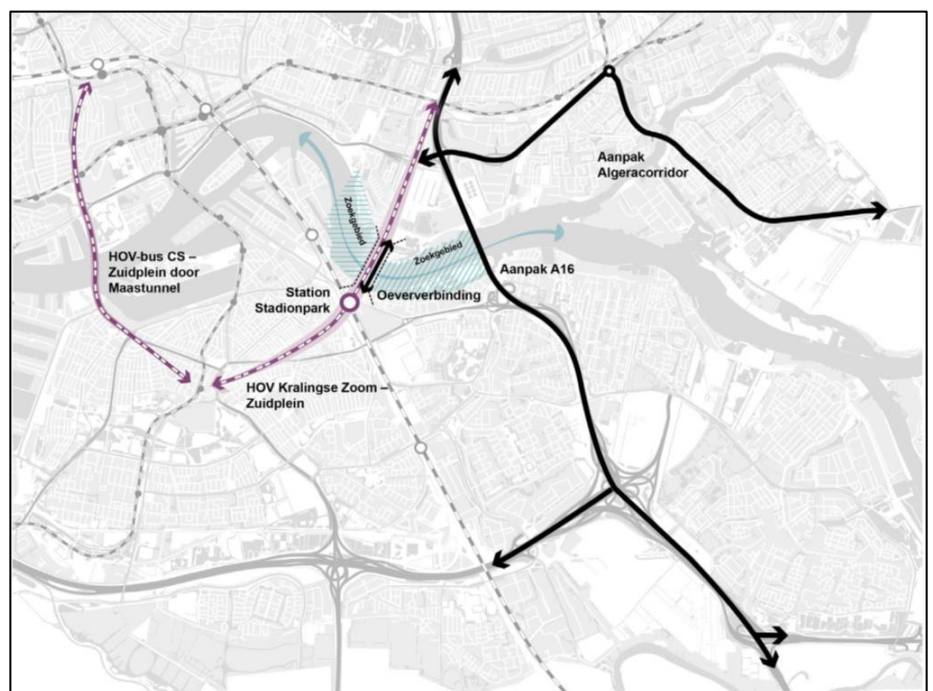 Aanpak
Algeracorridor
Zoekgebied
Zoekgebied
HOV-bus CS –
Zuidplein door
Maastunnel
Aanpak A16
Station
Stadionpark
Oeververbinding
HOV Kralingse Zoom –
Zuidplein